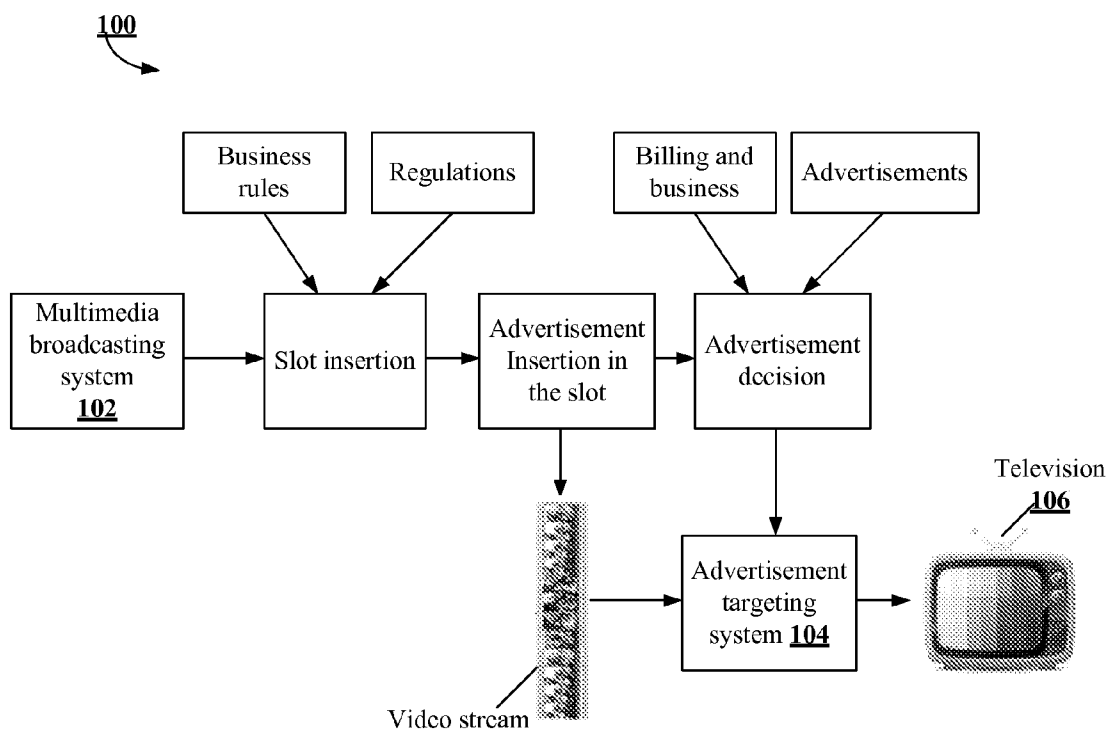 100
Business
rules
Regulations
Billing and
business
Advertisements
Multimedia
broadcasting
system
102
Slot insertion
Advertisement
Insertion in
the slot
Advertisement
decision
Television
106
Advertisement
targeting
system 104
Video stream